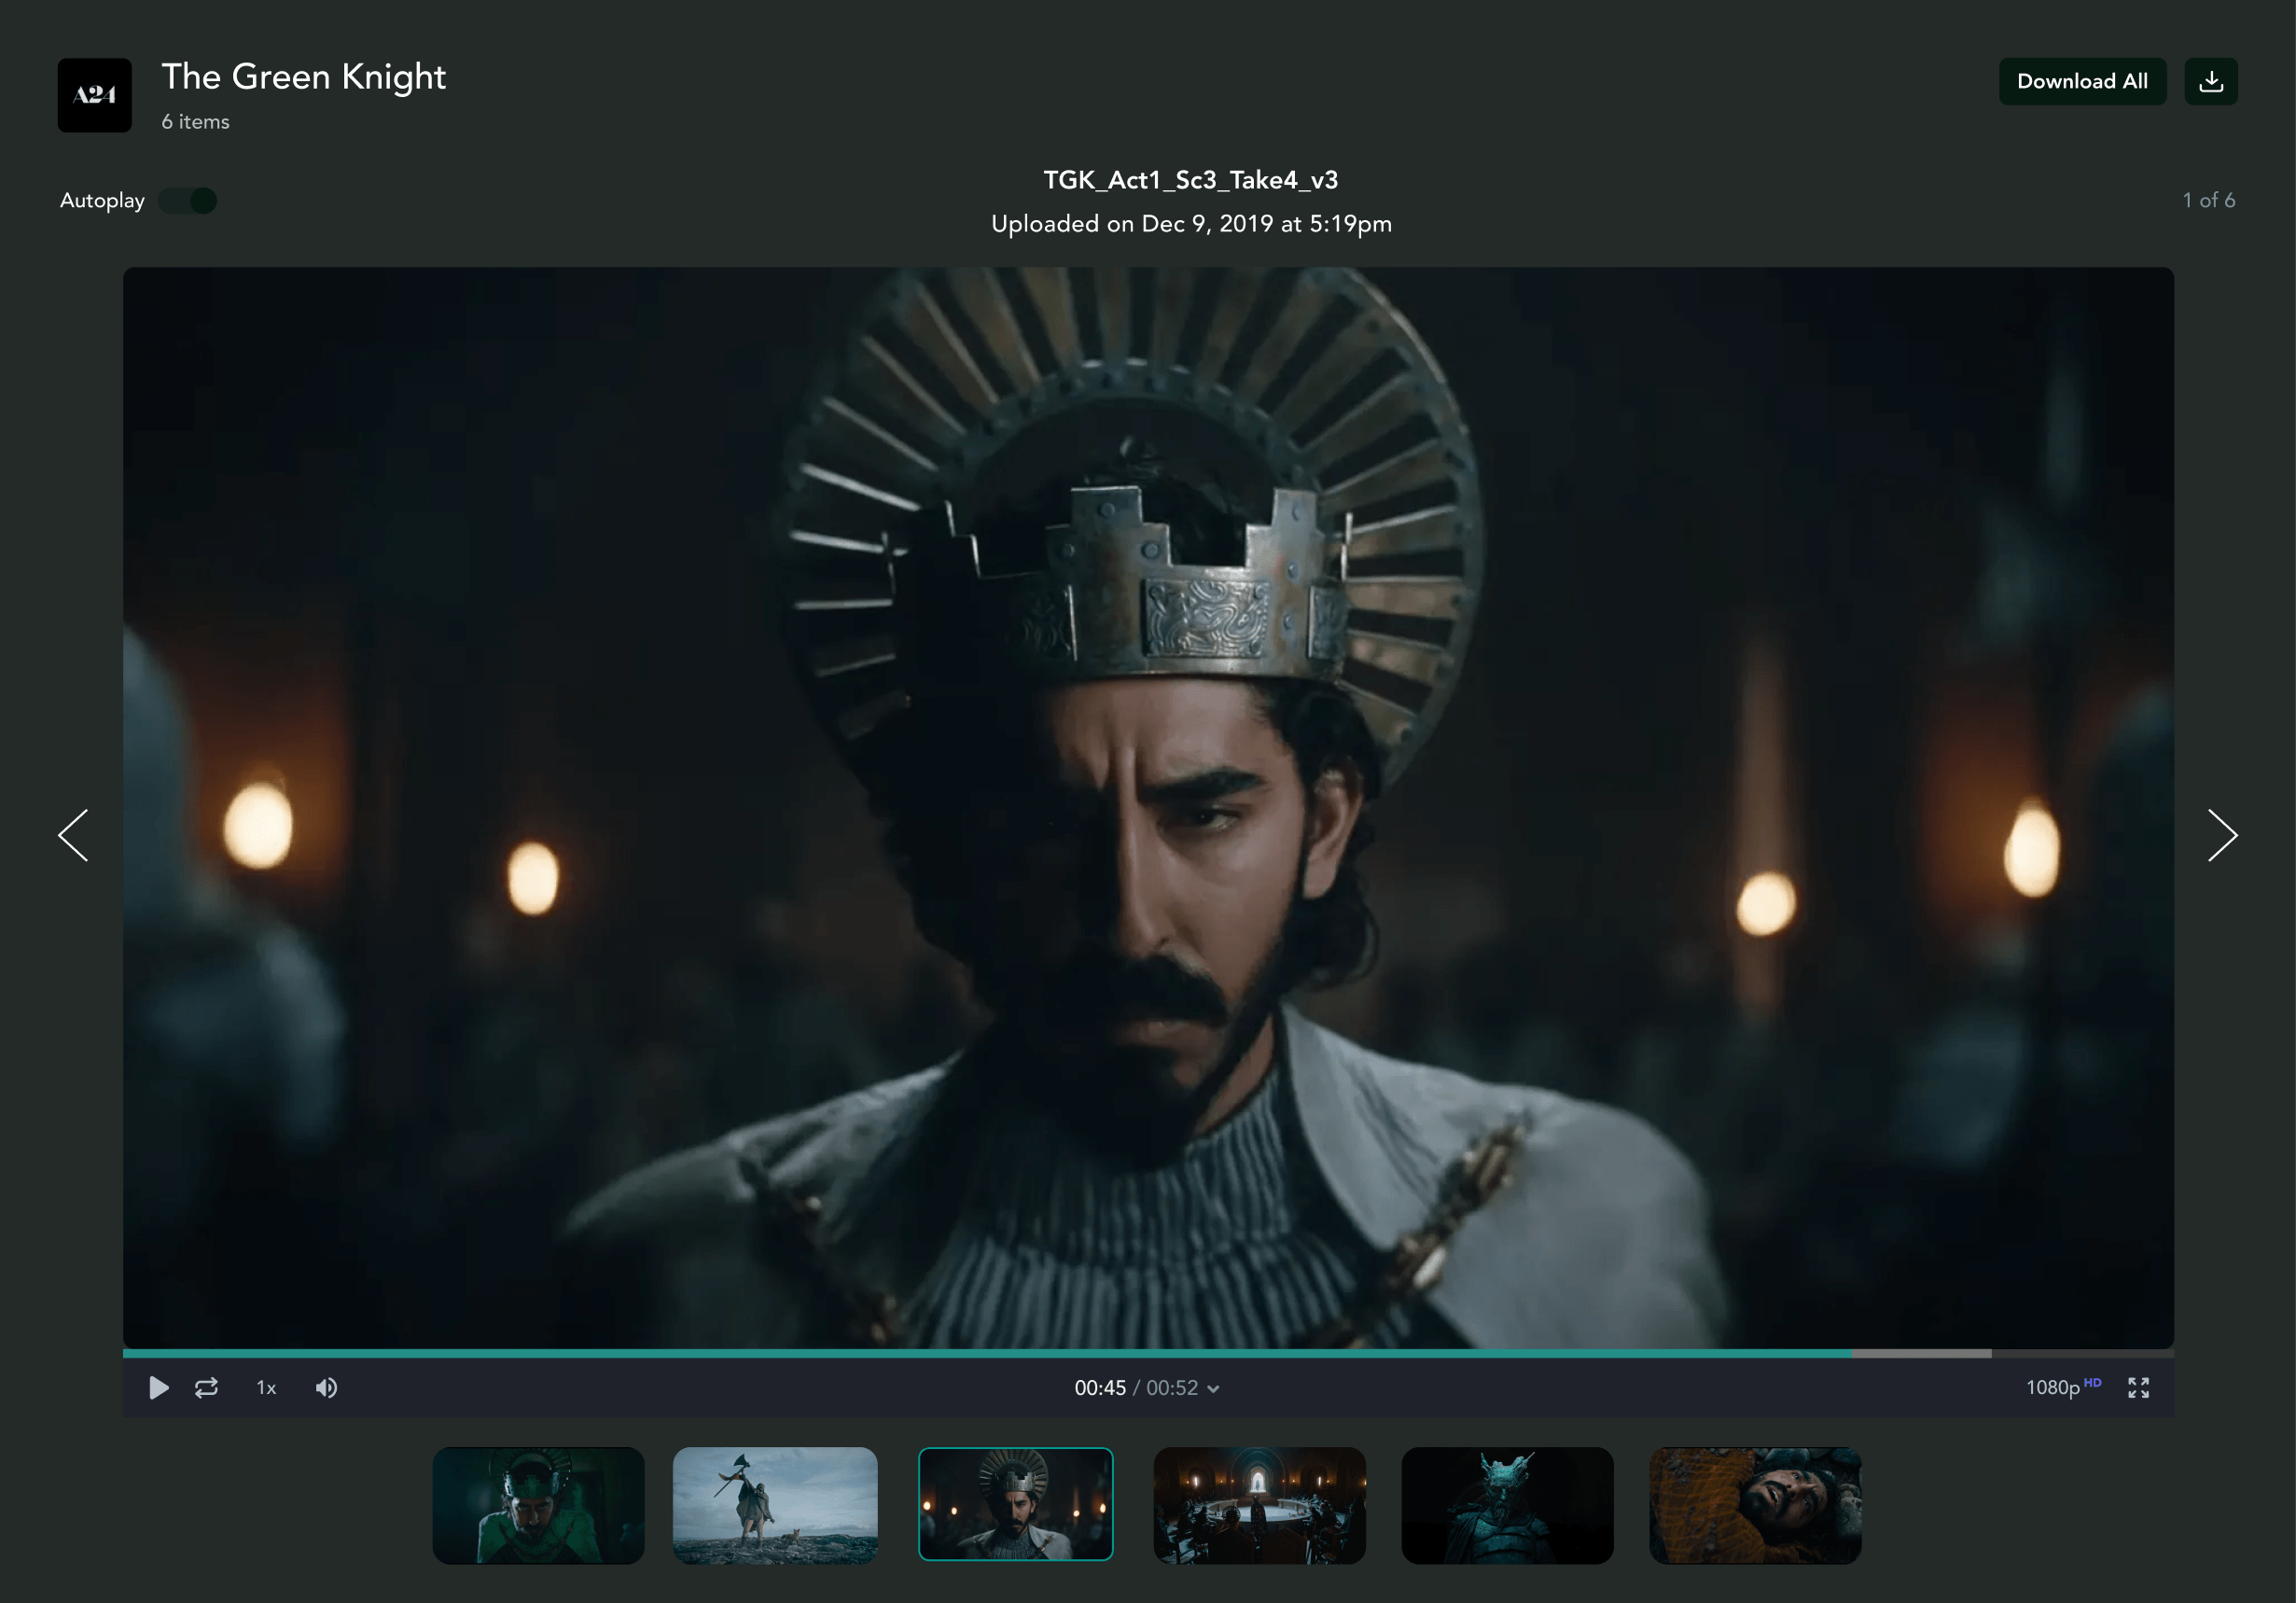 A24
The Green Knight
6 items
Download All
Autoplay
TGK_Act1_Sc3_Take4_v3
Uploaded on Dec 9, 2019 at 5:19pm
1 of 6
1x
00:45 / 00:52
1080p HD